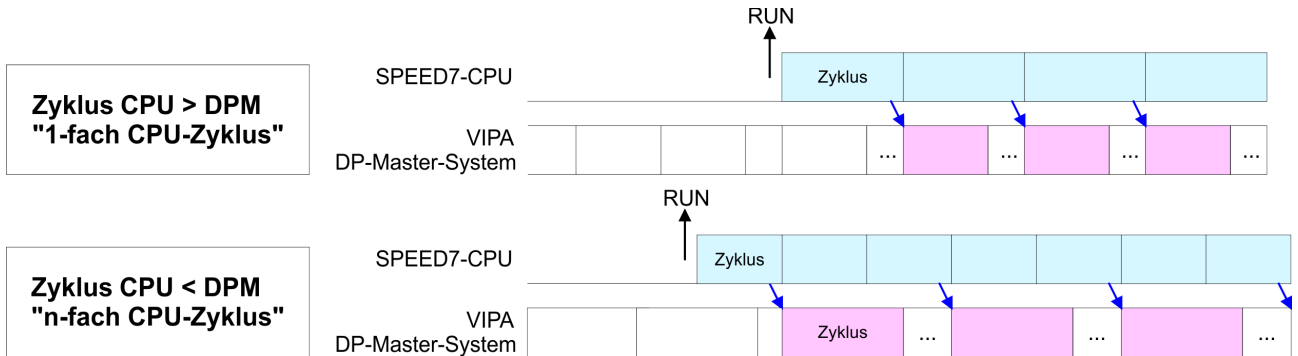 RUN
Zyklus CPU > DPM
"1-fach CPU-Zyklus"
SPEED7-CPU
Zyklus
VIPA
DP-Master-System
... ... ... ...
RUN
Zyklus CPU < DPM
"n-fach CPU-Zyklus"
SPEED7-CPU
Zyklus
VIPA
DP-Master-System
Zyklus
... ... ...